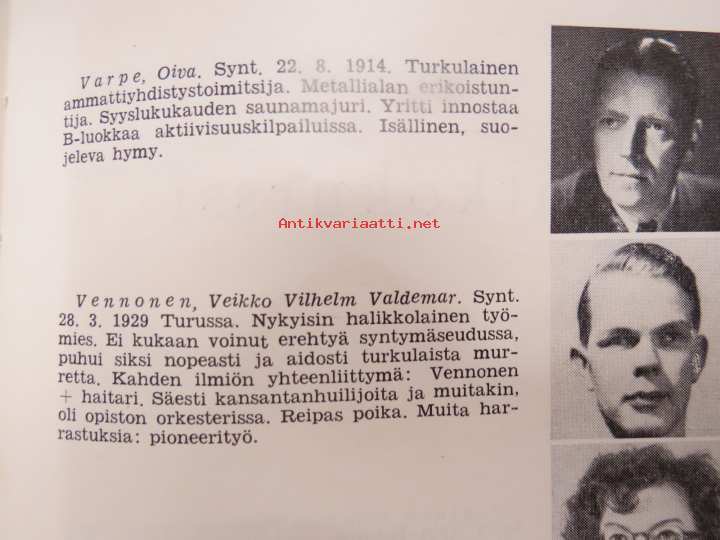 Varpe, Oiva. Synt. 22. 8. 1914. Turkulainen
ammattiyhdistystoimitsija. Metallialan erikoistun-
tija. Syyslukukauden saunamajuri. Yritti innostaa
B-luokkaa aktiivisuuskilpailuissa. Isällinen, suo-
jeleva hymy.
Antikvariaatti.net
Vennonen, Veikko Vilhelm Valdemar. Synt.
28. 3. 1929 Turussa. Nykyisin halikkolainen työ-
mies. Ei kukaan voinut erehtyä syntymäseudussa,
puhui siksi nopeasti ja aidosti turkulaista mur-
retta. Kahden ilmiön yhteenliittymä: Vennonen
+ haitari. Säesti kansantanhuilijoita ja muitakin,
oli opiston orkesterissa. Reipas poika. Muita har-
rastuksia: pioneerityö.